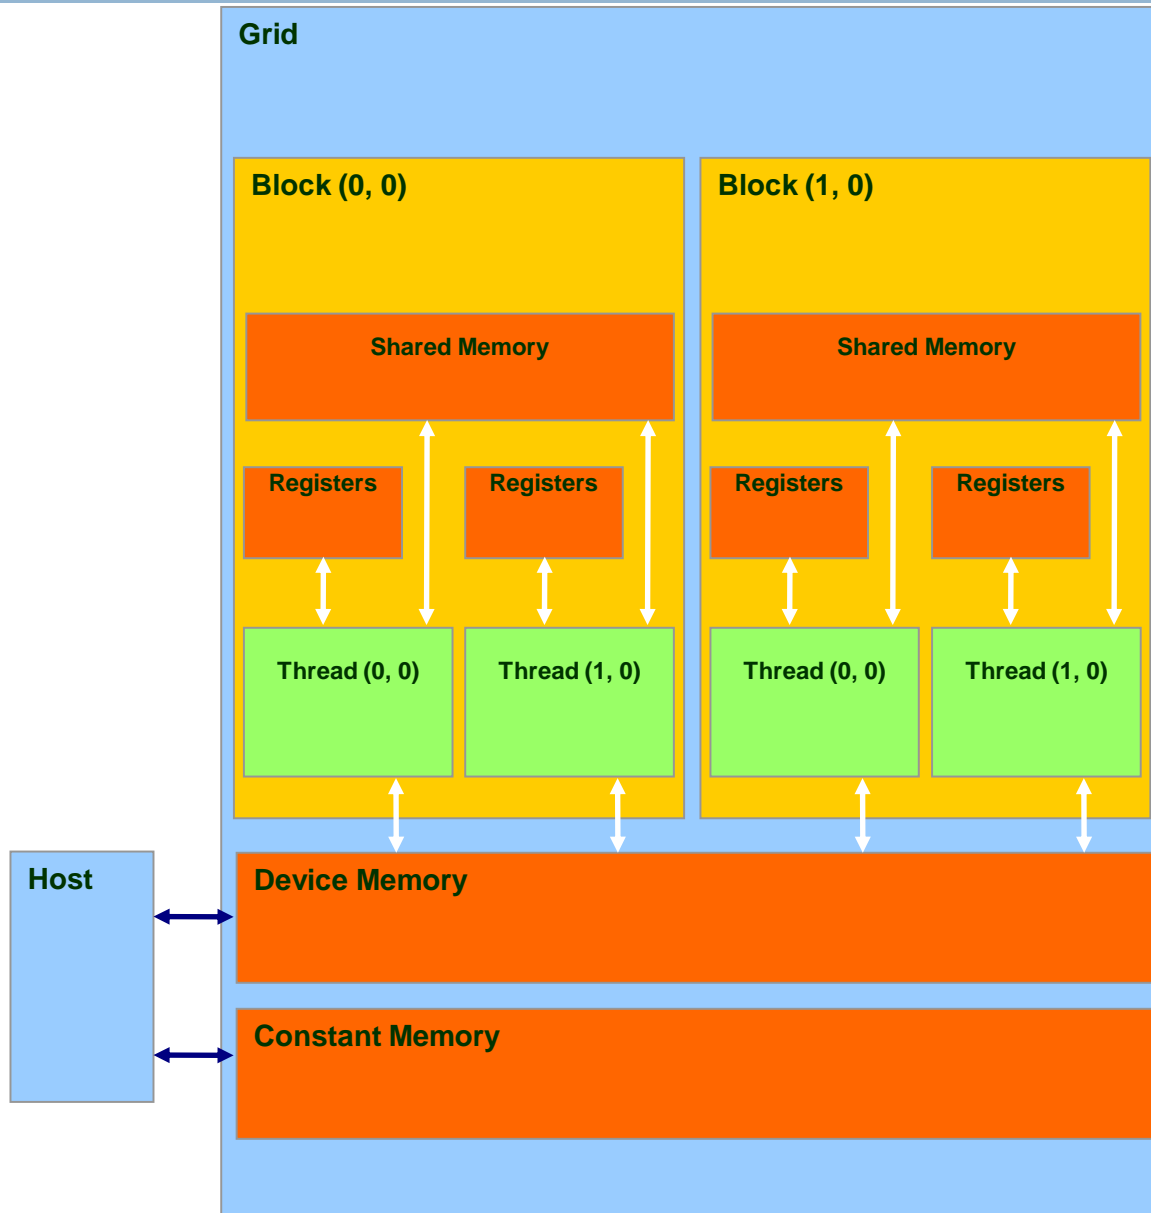 Grid
Block (0, 0)
Block (1, 0)
Shared Memory
Shared Memory
Registers
Registers
Registers
Registers
Thread (0, 0)
Thread (1, 0)
Thread (0, 0)
Thread (1, 0)
Host
Device Memory
Constant Memory